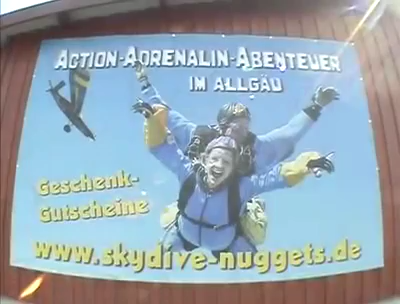 Action-Adrenalin-Abenteuer
im Allgäu
Geschenk-
Gutscheine
www.skydive-nuggets.de